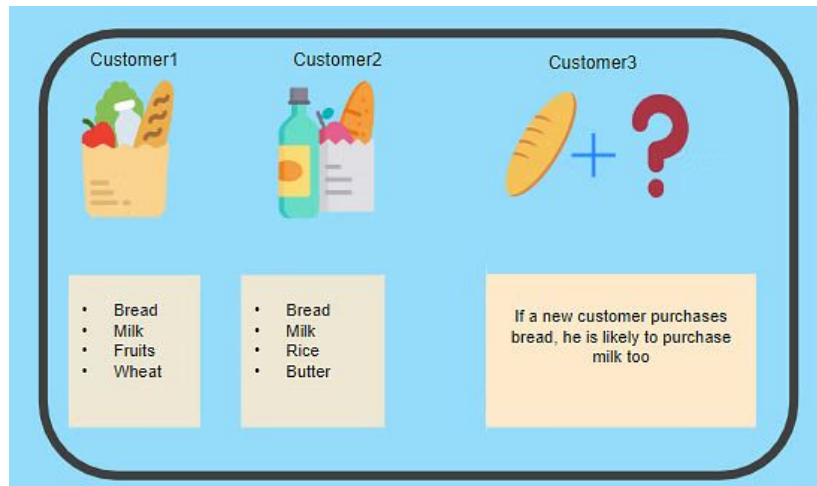 Customer1
Customer2
Customer3
• Bread
• Milk
• Fruits
• Wheat
• Bread
• Milk
• Rice
• Butter
If a new customer purchases
bread, he is likely to purchase
milk too